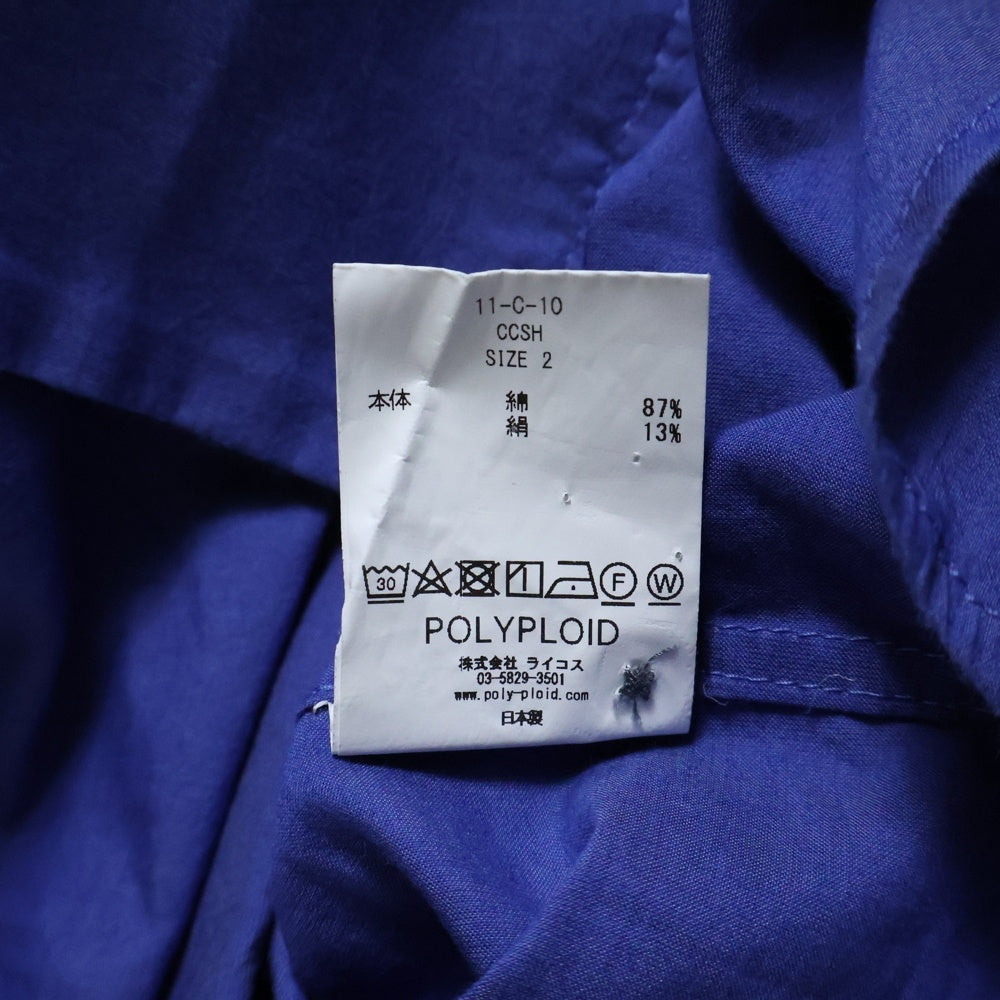 11-C-10
CCSH
SIZE 2
本体 綿 87%
絹 13%
30 F W
POLYPLOID
株式会社 ライコス
03-5829-3501
www.poly-ploid.com
日本製